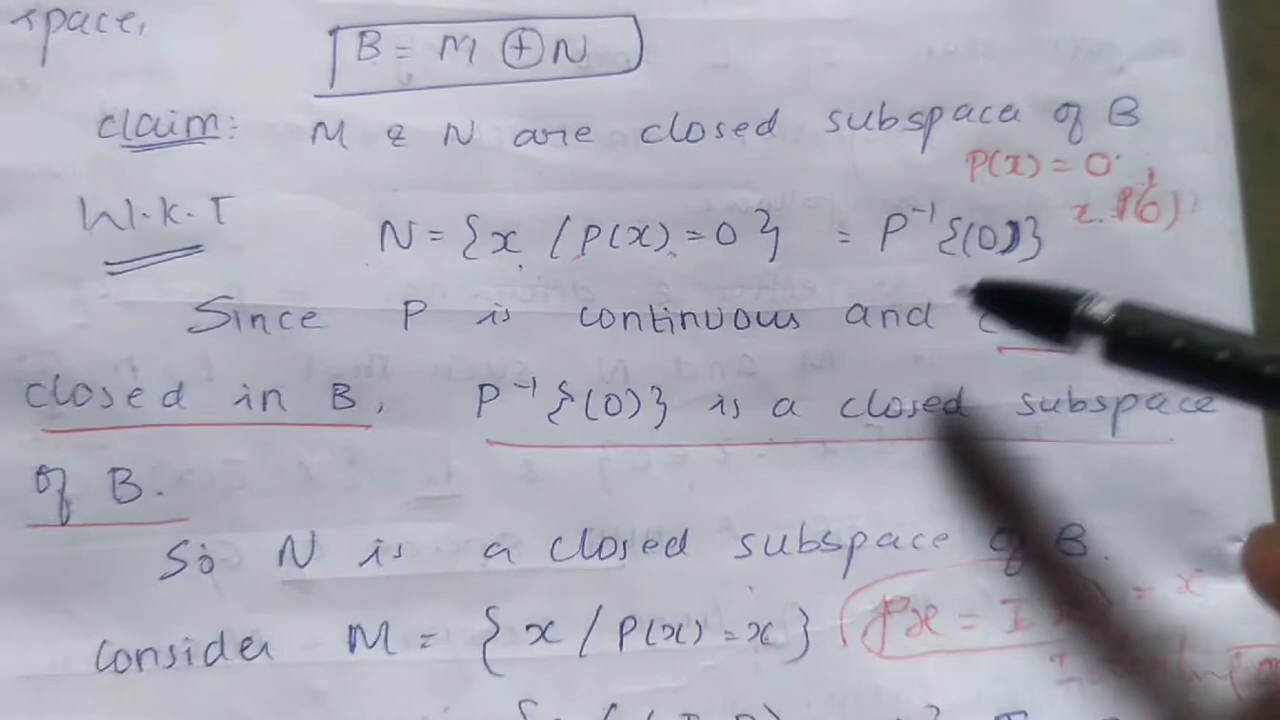 space,
B = M ⊕ N
claim: M & N are closed subspace of B
P(x) = 0
W.K.T N = {x / P(x) = 0} = P⁻¹{(0)}
Since P is continuous and
closed in B, P⁻¹{(0)} is a closed subspace
of B.
So N is a closed subspace of B.
consider M = {x / P(x) = x} Px = I = x